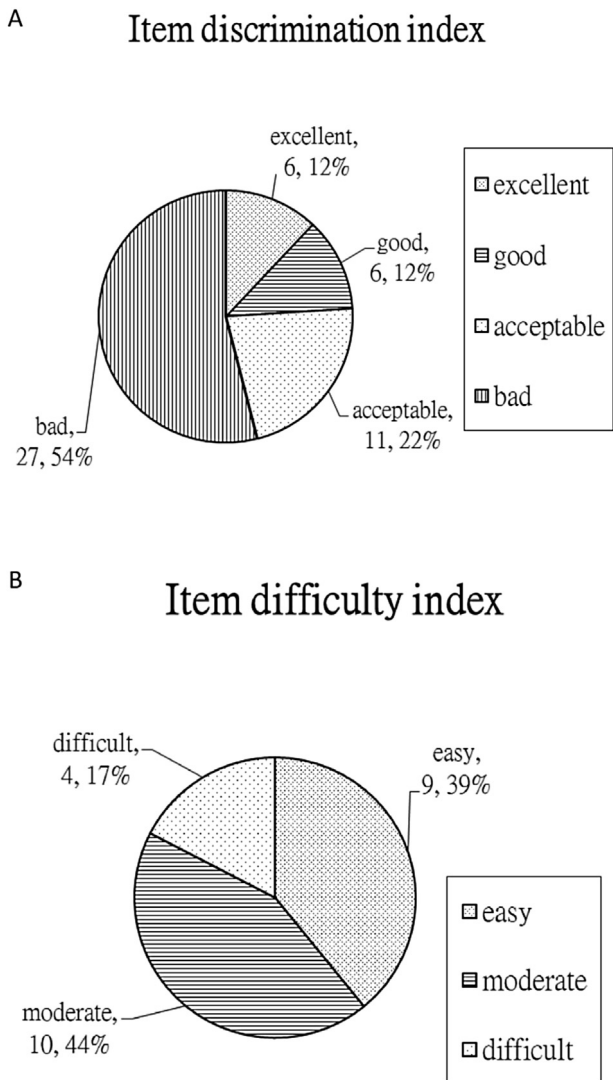 A
Item discrimination index
excellent,
6, 12%
good,
6, 12%
acceptable,
11, 22%
bad,
27, 54%
excellent
good
acceptable
bad
B
Item difficulty index
difficult,
4, 17%
easy,
9, 39%
moderate,
10, 44%
easy
moderate
difficult